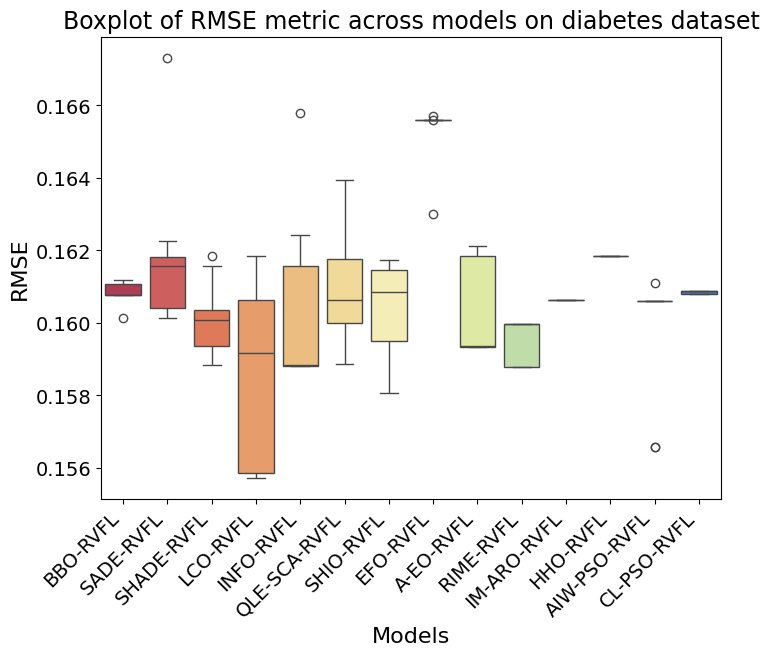 Boxplot of RMSE metric across models on diabetes dataset
0.166
0.164
0.162
0.160
0.158
0.156
RMSE
BBO-RVFL
SADE-RVFL
SHADE-RVFL
LCO-RVFL
INFO-RVFL
QLE-SCA-RVFL
SHIO-RVFL
EFO-RVFL
A-EO-RVFL
RIME-RVFL
IM-ARO-RVFL
HHO-RVFL
AIW-PSO-RVFL
CL-PSO-RVFL
Models